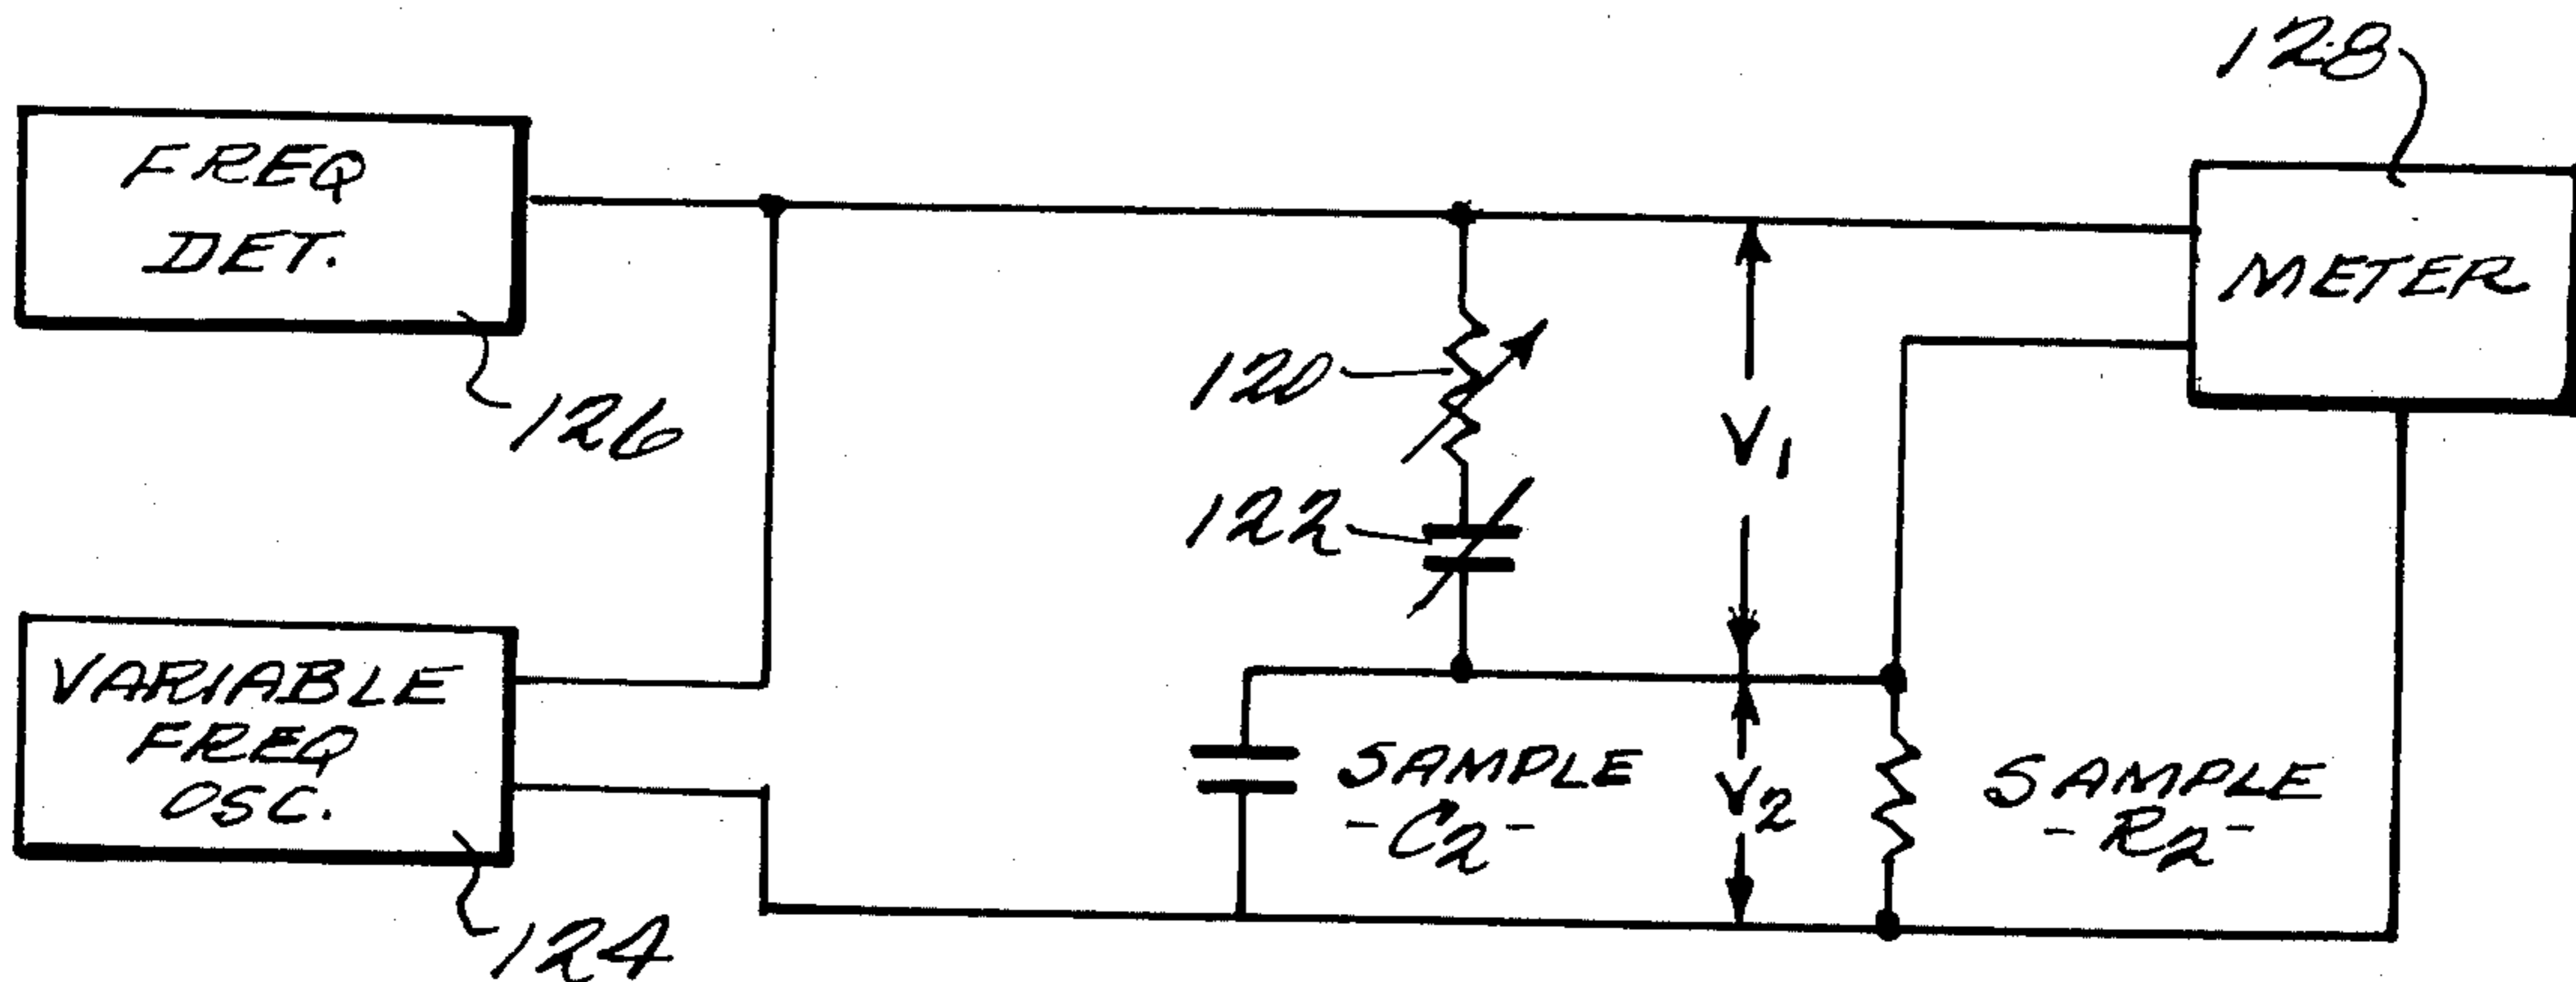 128
FREQ
DET.
126
METER
120
V1
122
VARIABLE
FREQ
OSC.
124
SAMPLE
- C2 -
V2
SAMPLE
- R2 -